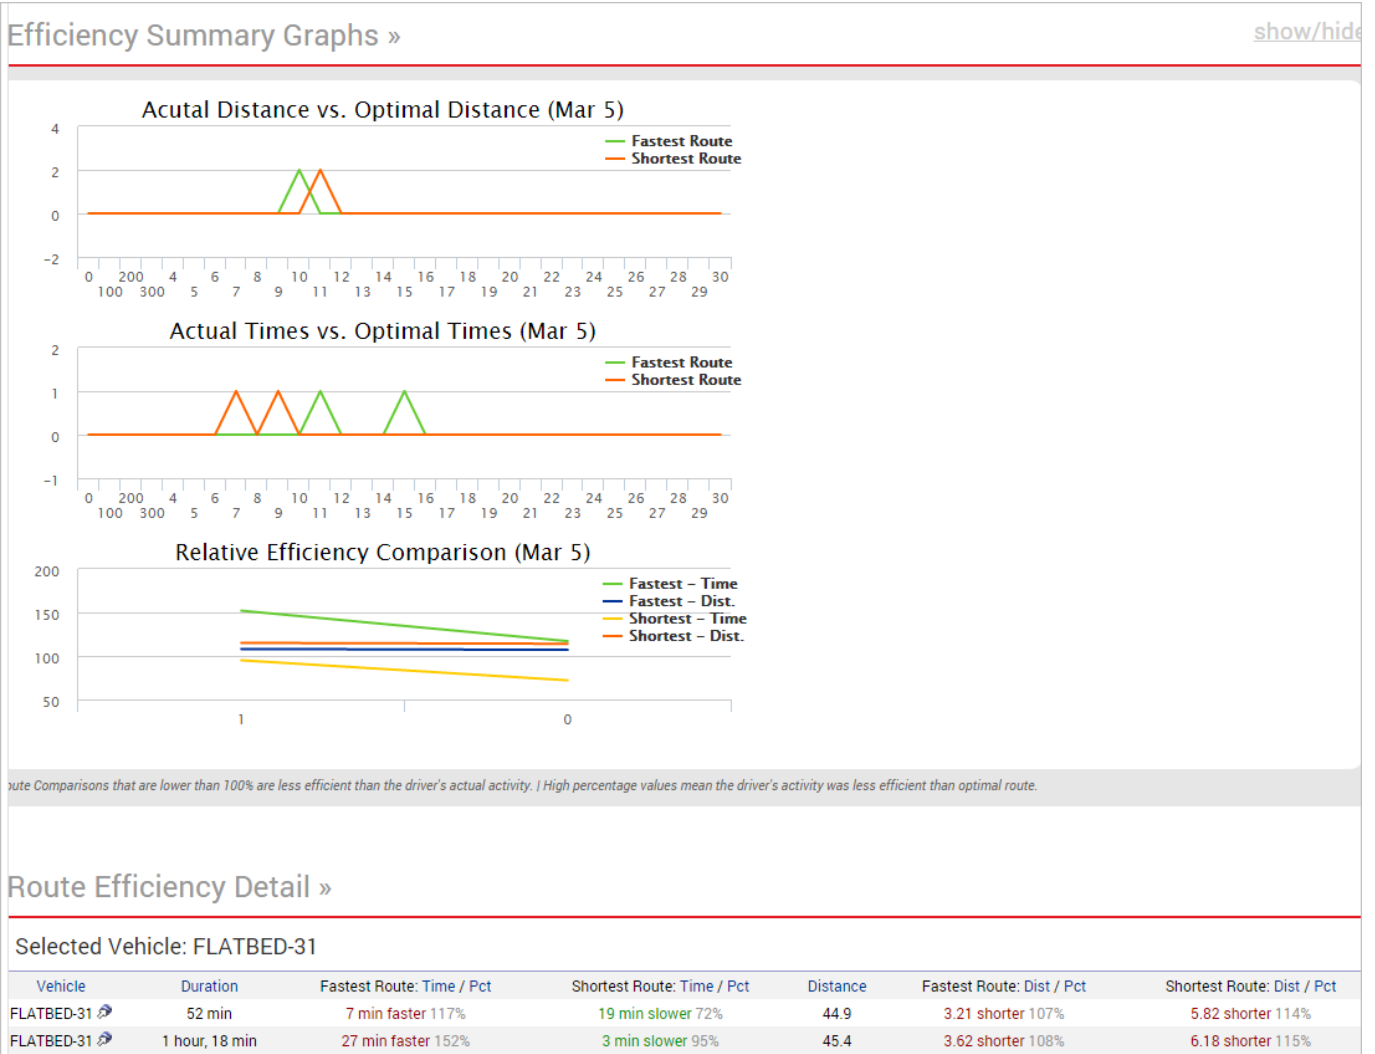 Efficiency Summary Graphs »
show/hide
Acutal Distance vs. Optimal Distance (Mar 5)
Fastest Route
Shortest Route
4
2
0
-2
0 200 4 6 8 10 12 14 16 18 20 22 24 26 28 30
100 300 5 7 9 11 13 15 17 19 21 23 25 27 29
Actual Times vs. Optimal Times (Mar 5)
Fastest Route
Shortest Route
2
1
0
-1
0 200 4 6 8 10 12 14 16 18 20 22 24 26 28 30
100 300 5 7 9 11 13 15 17 19 21 23 25 27 29
Relative Efficiency Comparison (Mar 5)
Fastest - Time
Fastest - Dist.
Shortest - Time
Shortest - Dist.
200
150
100
50
1 0
ute Comparisons that are lower than 100% are less efficient than the driver's actual activity. | High percentage values mean the driver's activity was less efficient than optimal route.
Route Efficiency Detail »
Selected Vehicle: FLATBED-31
Vehicle Duration Fastest Route: Time / Pct Shortest Route: Time / Pct Distance Fastest Route: Dist / Pct Shortest Route: Dist / Pct
FLATBED-31 52 min 7 min faster 117% 19 min slower 72% 44.9 3.21 shorter 107% 5.82 shorter 114%
FLATBED-31 1 hour, 18 min 27 min faster 152% 3 min slower 95% 45.4 3.62 shorter 108% 6.18 shorter 115%